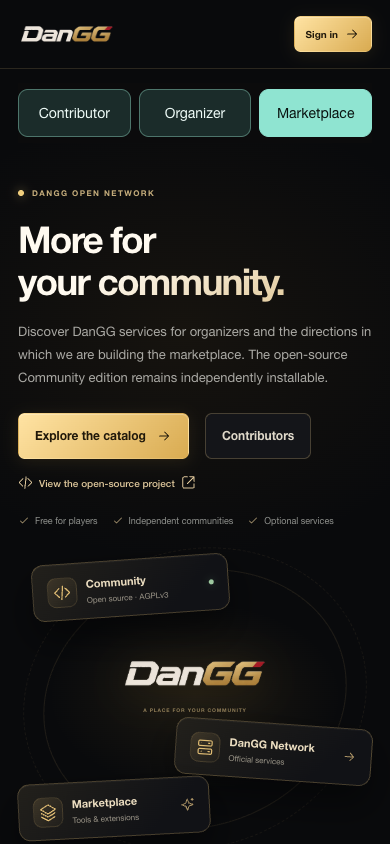 DanGG
Sign in
Contributor
Organizer
Marketplace
DANGG OPEN NETWORK
More for
your community.
Discover DanGG services for organizers and the directions in
which we are building the marketplace. The open-source
Community edition remains independently installable.
Explore the catalog
Contributors
View the open-source project
Free for players
Independent communities
Optional services
Community
Open source · AGPLv3
DanGG
A PLACE FOR YOUR COMMUNITY
DanGG Network
Official services
Marketplace
Tools & extensions